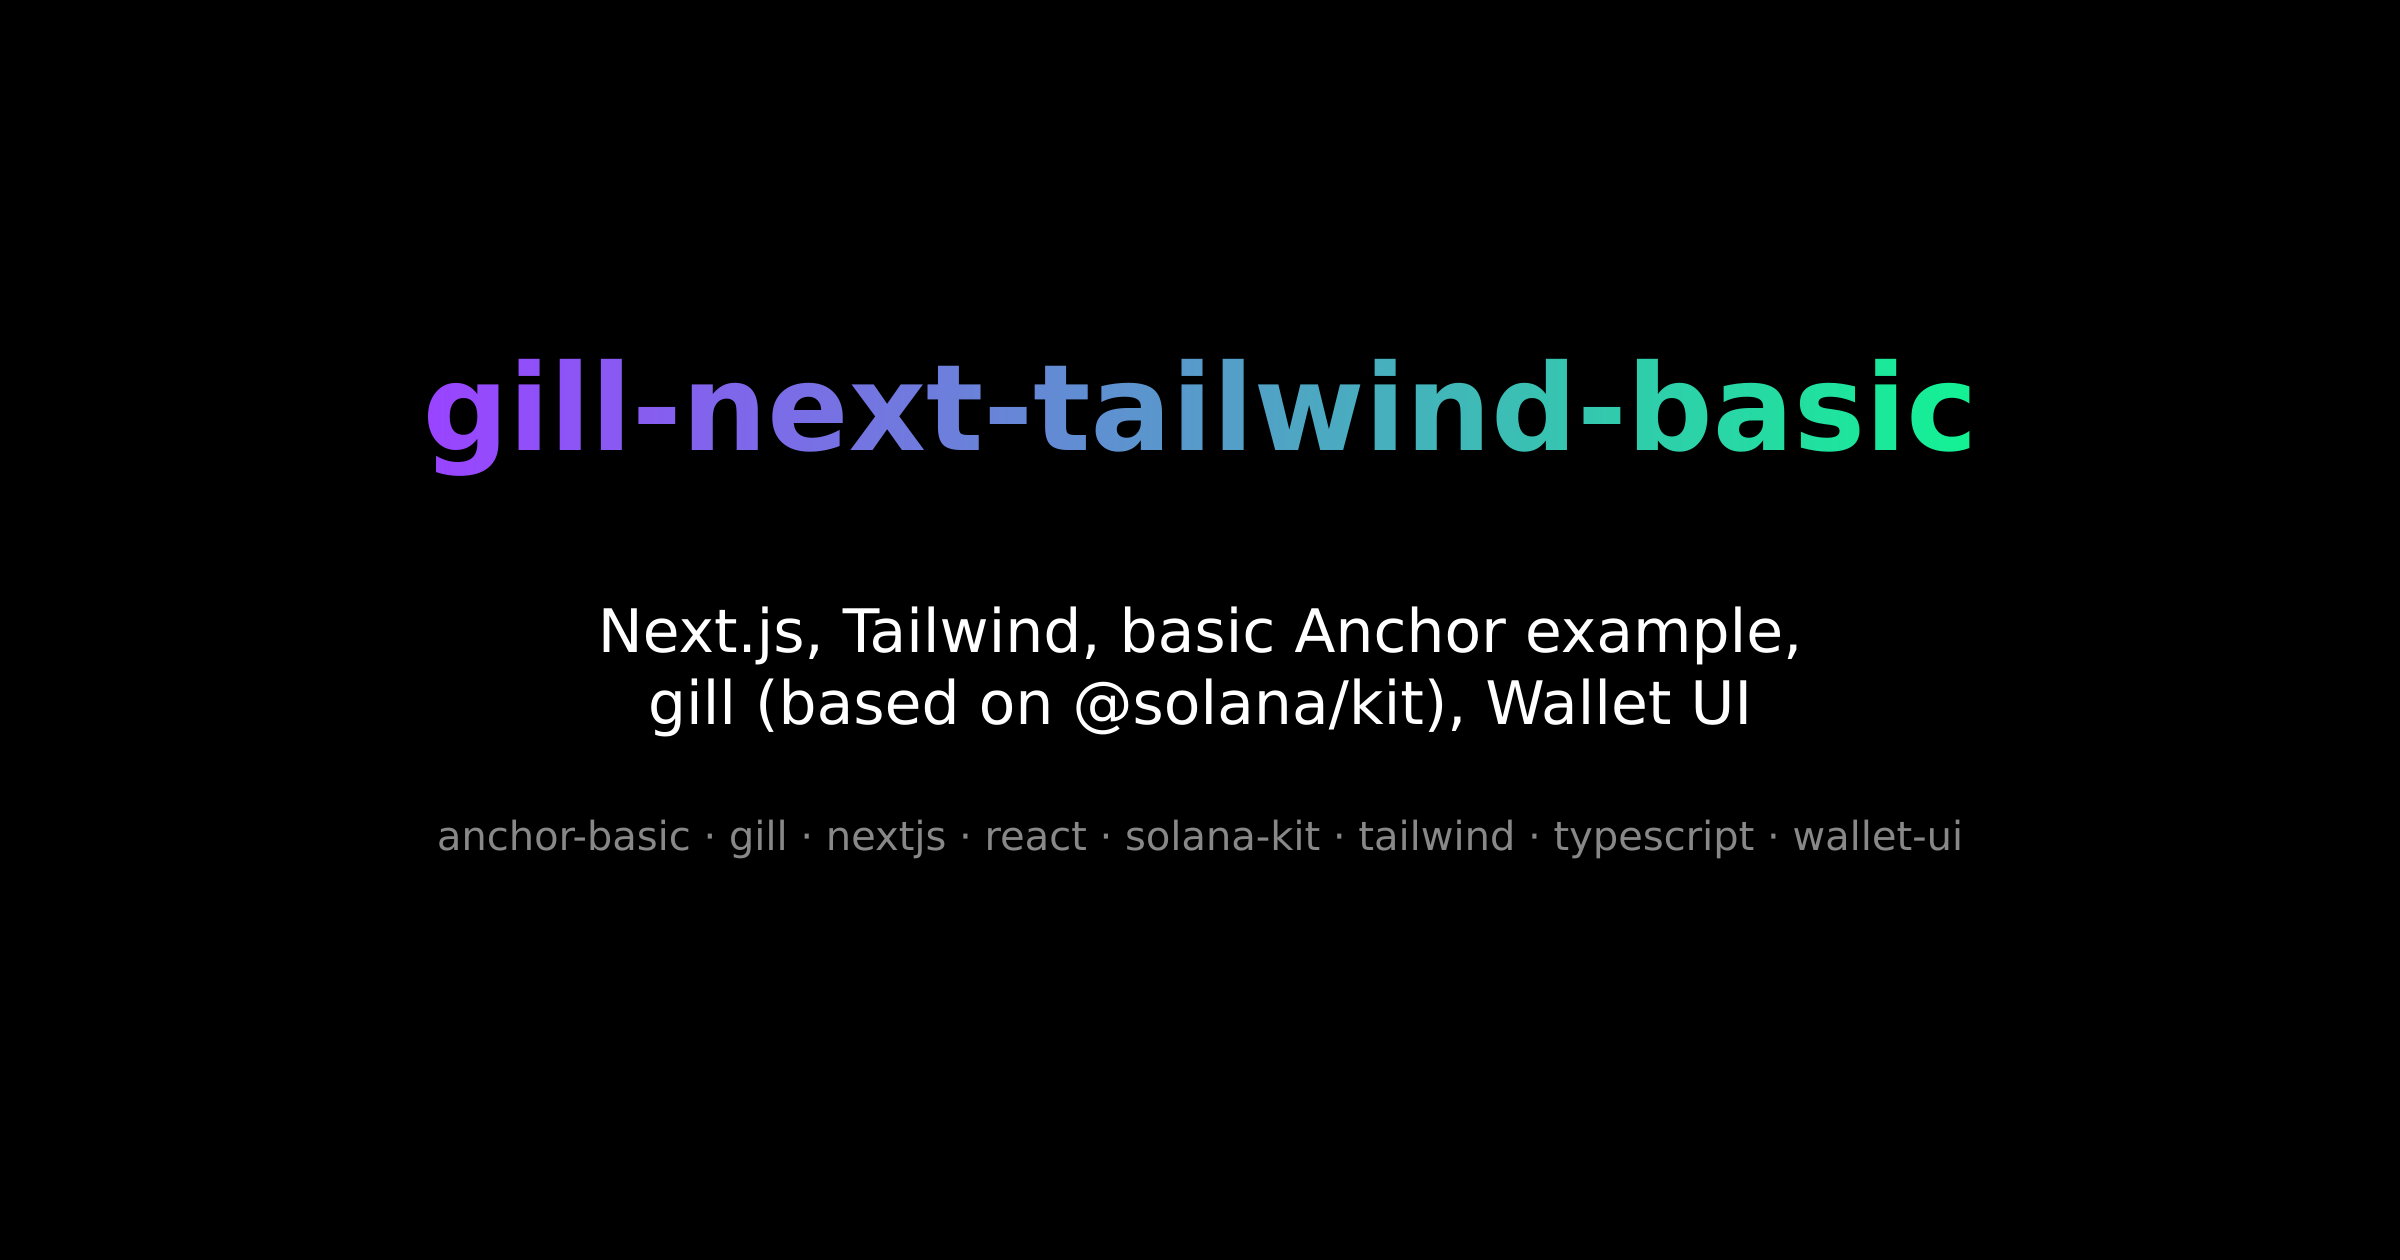 gill-next-tailwind-basic
Next.js, Tailwind, basic Anchor example,
gill (based on @solana/kit), Wallet UI
anchor-basic · gill · nextjs · react · solana-kit · tailwind · typescript · wallet-ui